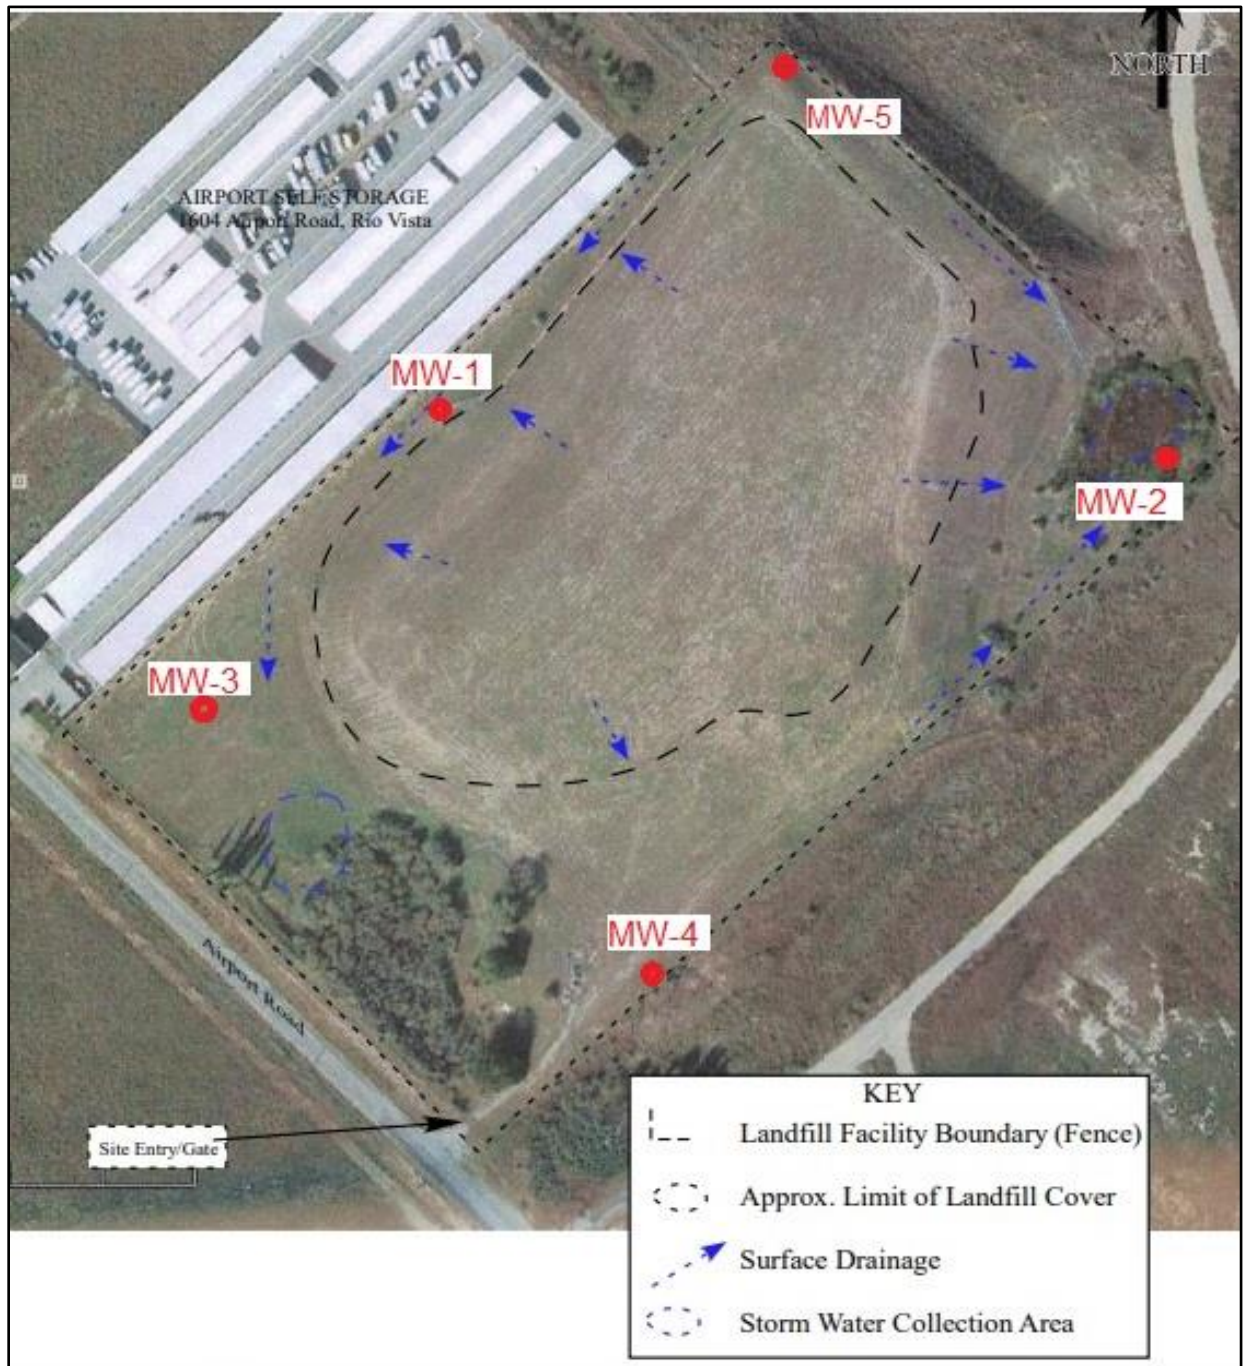 NORTH
MW-5
AIRPORT SELF STORAGE
1604 Airport Road, Rio Vista
MW-1
MW-2
MW-3
MW-4
Airport Road
Site Entry/Gate
KEY
Landfill Facility Boundary (Fence)
Approx. Limit of Landfill Cover
Surface Drainage
Storm Water Collection Area